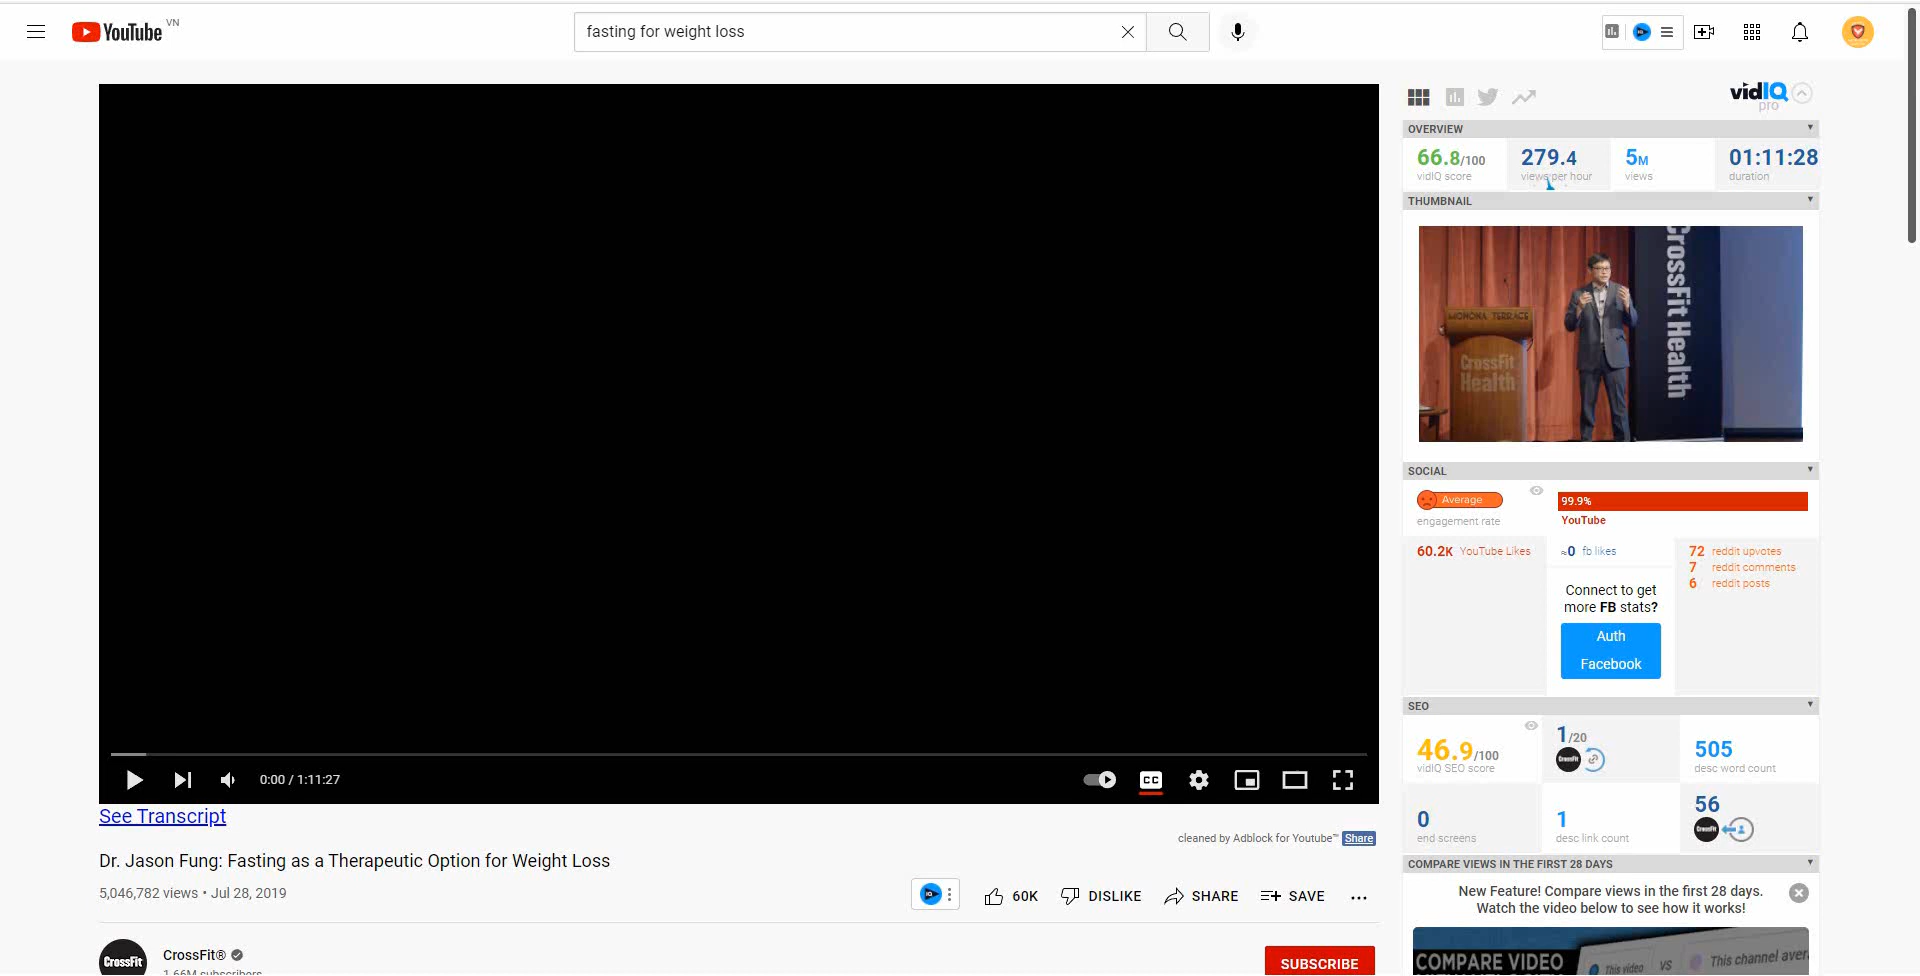 YouTube VN
fasting for weight loss
vidIQ
pro
OVERVIEW
66.8/100
vidIQ score
279.4
views per hour
5M
views
01:11:28
duration
THUMBNAIL
MONONA TERRACE
CrossFit
Health
CrossFit Health
SOCIAL
Average
engagement rate
99.9%
YouTube
60.2K YouTube Likes
≈0 fb likes
72 reddit upvotes
7 reddit comments
6 reddit posts
Connect to get
more FB stats?
Auth
Facebook
SEO
46.9/100
vidIQ SEO score
1/20
CrossFit
505
desc word count
0
end screens
1
desc link count
56
CrossFit
COMPARE VIEWS IN THE FIRST 28 DAYS
New Feature! Compare views in the first 28 days.
Watch the video below to see how it works!
COMPARE VIDEO
This video VS This channel aver
0:00 / 1:11:27
CC
See Transcript
cleaned by Adblock for Youtube™ Share
Dr. Jason Fung: Fasting as a Therapeutic Option for Weight Loss
5,046,782 views • Jul 28, 2019
IQ
60K DISLIKE SHARE SAVE ...
CrossFit
CrossFit®
1.66M subscribers
SUBSCRIBE